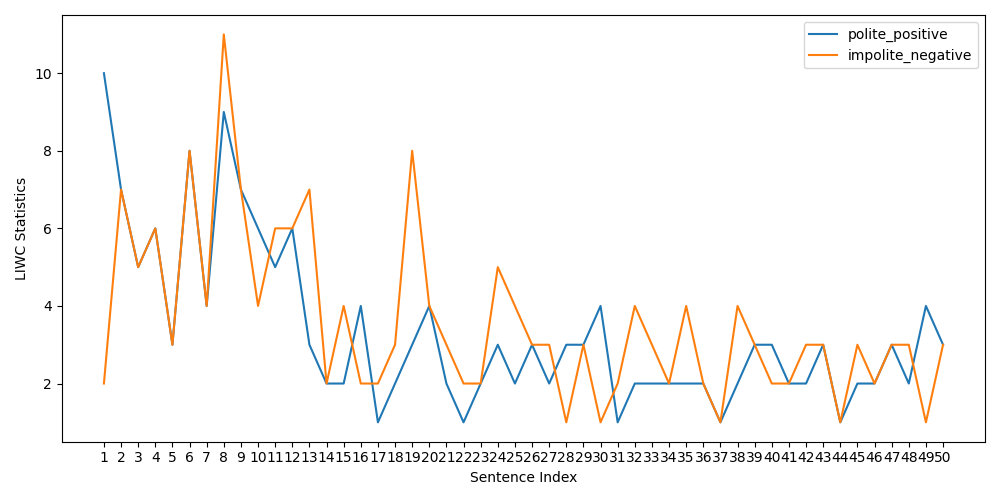 polite_positive
impolite_negative
LIWC Statistics
10
8
6
4
2
1 2 3 4 5 6 7 8 9 10 11 12 13 14 15 16 17 18 19 20 21 22 23 24 25 26 27 28 29 30 31 32 33 34 35 36 37 38 39 40 41 42 43 44 45 46 47 48 49 50
Sentence Index